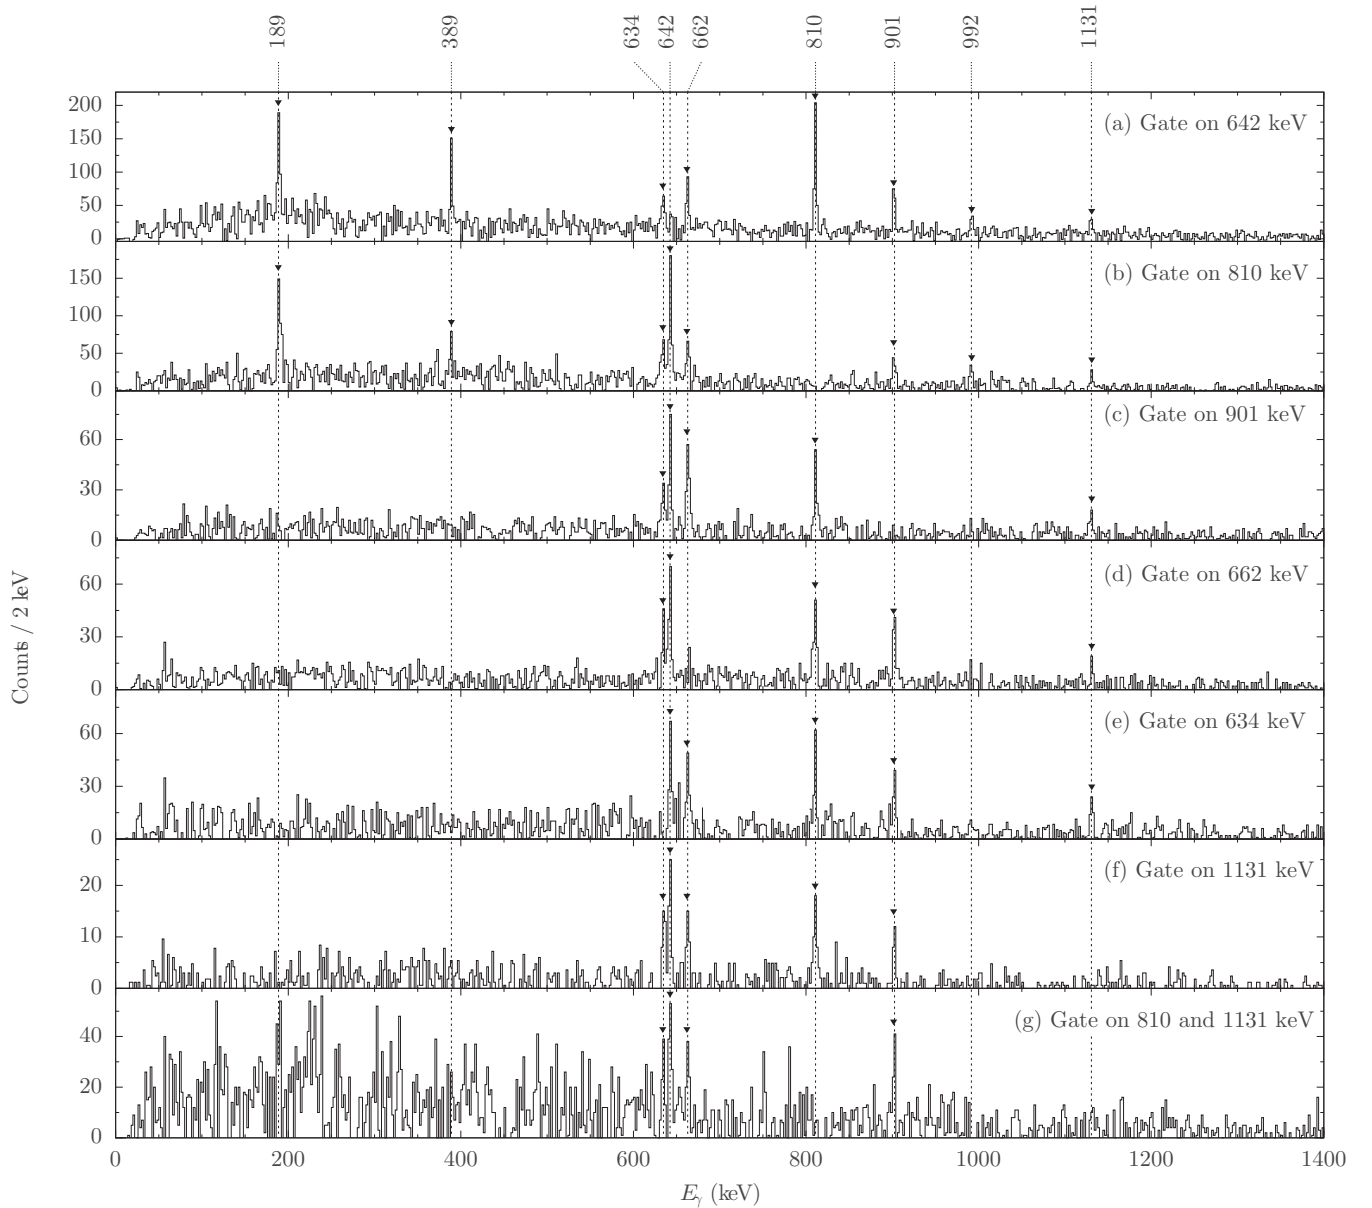 189 389 634 642 662 810 901 992 1131
200
150
100
50
0
(a) Gate on 642 keV
150
100
50
0
(b) Gate on 810 keV
60
30
0
(c) Gate on 901 keV
60
30
0
(d) Gate on 662 keV
60
30
0
(e) Gate on 634 keV
20
10
0
(f) Gate on 1131 keV
40
20
0
(g) Gate on 810 and 1131 keV
Counts / 2 keV
0 200 400 600 800 1000 1200 1400
Eγ (keV)